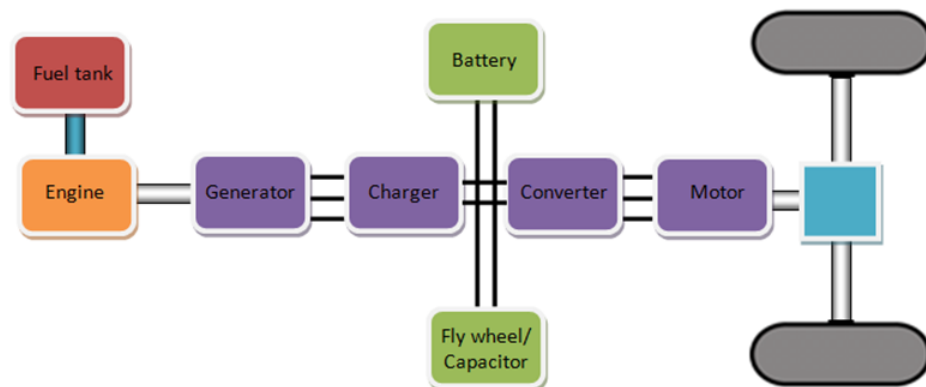 Fuel tank
Battery
Engine
Generator
Charger
Converter
Motor
Fly wheel/
Capacitor